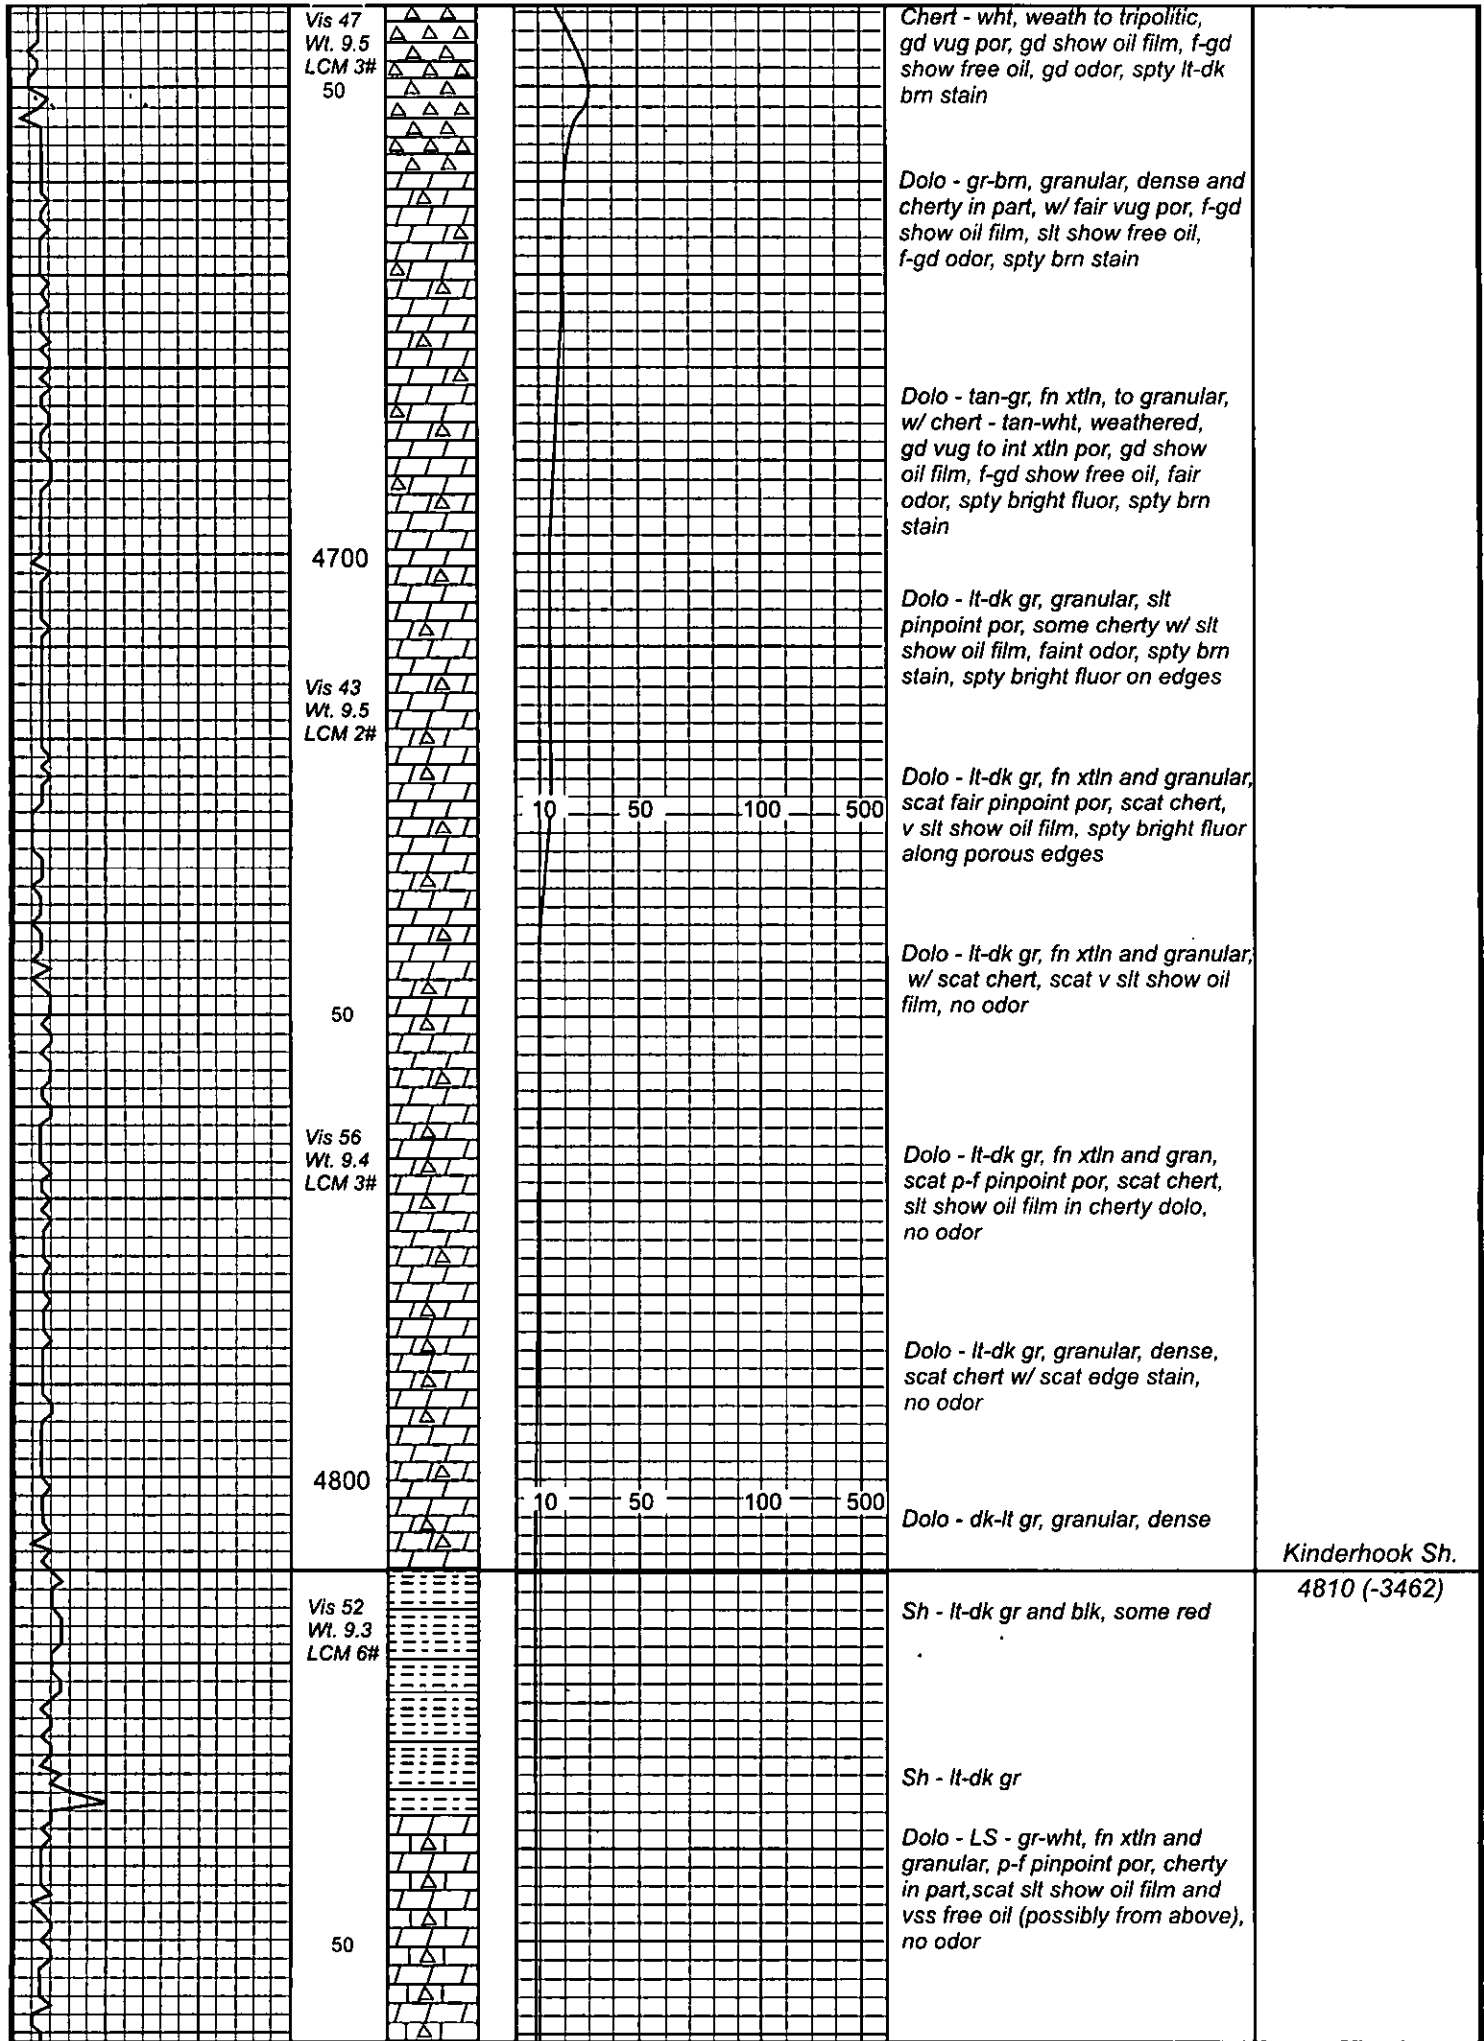 Vis 47
Wt. 9.5
LCM 3#
50
Chert - wht, weath to tripolitic,
gd vug por, gd show oil film, f-gd
show free oil, gd odor, spty lt-dk
brn stain
Dolo - gr-brn, granular, dense and
cherty in part, w/ fair vug por, f-gd
show oil film, slt show free oil,
f-gd odor, spty brn stain
Dolo - tan-gr, fn xtln, to granular,
w/ chert - tan-wht, weathered,
gd vug to int xtln por, gd show
oil film, f-gd show free oil, fair
odor, spty bright fluor, spty brn
stain
4700
Dolo - lt-dk gr, granular, slt
pinpoint por, some cherty w/ slt
show oil film, faint odor, spty brn
stain, spty bright fluor on edges
Vis 43
Wt. 9.5
LCM 2#
Dolo - lt-dk gr, fn xtln and granular,
scat fair pinpoint por, scat chert,
v slt show oil film, spty bright fluor
along porous edges
10 50 100 500
Dolo - lt-dk gr, fn xtln and granular,
w/ scat chert, scat v slt show oil
film, no odor
50
Vis 56
Wt. 9.4
LCM 3#
Dolo - lt-dk gr, fn xtln and gran,
scat p-f pinpoint por, scat chert,
slt show oil film in cherty dolo,
no odor
Dolo - lt-dk gr, granular, dense,
scat chert w/ scat edge stain,
no odor
4800
10 50 100 500
Dolo - dk-lt gr, granular, dense
Kinderhook Sh.
4810 (-3462)
Vis 52
Wt. 9.3
LCM 6#
Sh - lt-dk gr and blk, some red
Sh - lt-dk gr
Dolo - LS - gr-wht, fn xtln and
granular, p-f pinpoint por, cherty
in part,scat slt show oil film and
vss free oil (possibly from above),
no odor
50